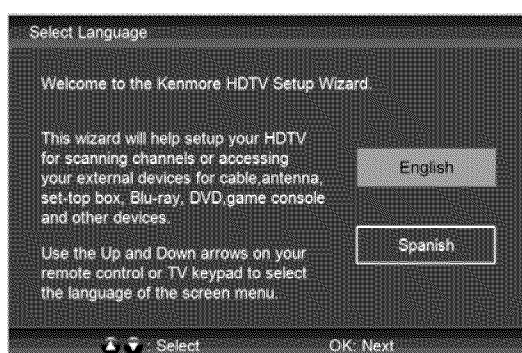 Select Language
Welcome to the Kenmore HDTV Setup Wizard.
This wizard will help setup your HDTV
for scanning channels or accessing
your external devices for cable,antenna,
set-top box, Blu-ray, DVD,game console
and other devices.
Use the Up and Down arrows on your
remote control or TV keypad to select
the language of the screen menu.
English
Spanish
: Select
OK: Next